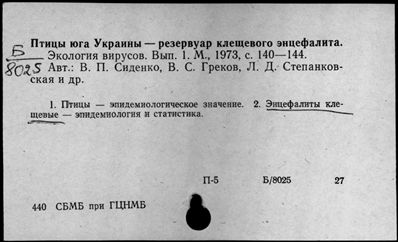 Птицы юга Украины — резервуар клещевого энцефалита.
Б
8025
Экология вирусов. Вып. 1. М., 1973, с. 140—144.
Авт.: В. П. Сиденко, В. С. Греков, Л. Д. Степанков-
ская и др.
1. Птицы — эпидемиологическое значение. 2. Энцефалиты кле-
щевые — эпидемиология и статистика.
П-5 Б/8025 27
440 СБМБ при ГЦНМБ